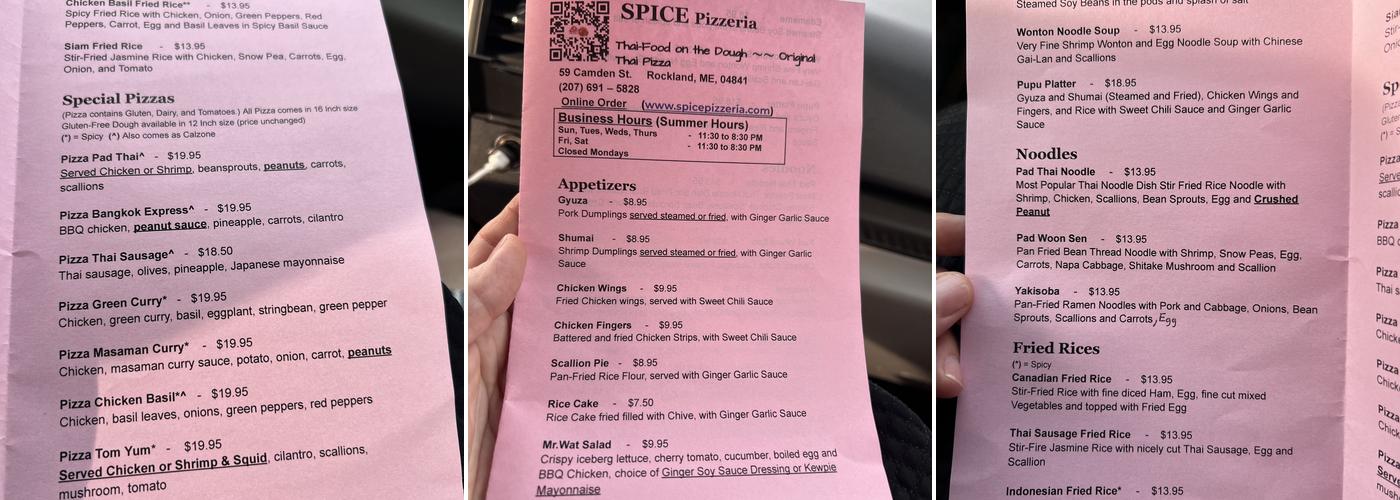 Chicken Basil Fried Rice** - $13.95
Spicy Fried Rice with Chicken, Onion, Green Peppers, Red
Peppers, Carrot, Egg and Basil Leaves in Spicy Basil Sauce
Siam Fried Rice - $13.95
Stir-Fried Jasmine Rice with Chicken, Snow Pea, Carrots, Egg,
Onion, and Tomato
Special Pizzas
(Pizza contains Gluten, Dairy, and Tomatoes.) All Pizza comes in 16 Inch size
Gluten-Free Dough available in 12 Inch size (price unchanged)
(*) = Spicy (^) Also comes as Calzone
Pizza Pad Thai^ - $19.95
Served Chicken or Shrimp, beansprouts, peanuts, carrots,
scallions
Pizza Bangkok Express^ - $19.95
BBQ chicken, peanut sauce, pineapple, carrots, cilantro
Pizza Thai Sausage^ - $18.50
Thai sausage, olives, pineapple, Japanese mayonnaise
Pizza Green Curry* - $19.95
Chicken, green curry, basil, eggplant, stringbean, green pepper
Pizza Masaman Curry* - $19.95
Chicken, masaman curry sauce, potato, onion, carrot, peanuts
Pizza Chicken Basil*^ - $19.95
Chicken, basil leaves, onions, green peppers, red peppers
Pizza Tom Yum* - $19.95
Served Chicken or Shrimp & Squid, cilantro, scallions,
mushroom, tomato
SPICE Pizzeria
Thai-Food on the Dough ~~ Original
Thai Pizza
59 Camden St. Rockland, ME, 04841
(207) 691 – 5828
Online Order (www.spicepizzeria.com)
Business Hours (Summer Hours)
Sun, Tues, Weds, Thurs - 11:30 to 8:30 PM
Fri, Sat - 11:30 to 8:30 PM
Closed Mondays
Appetizers
Gyuza - $8.95
Pork Dumplings served steamed or fried, with Ginger Garlic Sauce
Shumai - $8.95
Shrimp Dumplings served steamed or fried, with Ginger Garlic
Sauce
Chicken Wings - $9.95
Fried Chicken wings, served with Sweet Chili Sauce
Chicken Fingers - $9.95
Battered and fried Chicken Strips, with Sweet Chili Sauce
Scallion Pie - $8.95
Pan-Fried Rice Flour, served with Ginger Garlic Sauce
Rice Cake - $7.50
Rice Cake fried filled with Chive, with Ginger Garlic Sauce
Mr.Wat Salad - $9.95
Crispy iceberg lettuce, cherry tomato, cucumber, boiled egg and
BBQ Chicken, choice of Ginger Soy Sauce Dressing or Kewpie
Mayonnaise
Steamed Soy Beans in the pods and splash of salt
Wonton Noodle Soup - $13.95
Very Fine Shrimp Wonton and Egg Noodle Soup with Chinese
Gai-Lan and Scallions
Pupu Platter - $18.95
Gyuza and Shumai (Steamed and Fried), Chicken Wings and
Fingers, and Rice with Sweet Chili Sauce and Ginger Garlic
Sauce
Noodles
Pad Thai Noodle - $13.95
Most Popular Thai Noodle Dish Stir Fried Rice Noodle with
Shrimp, Chicken, Scallions, Bean Sprouts, Egg and Crushed
Peanut
Pad Woon Sen - $13.95
Pan Fried Bean Thread Noodle with Shrimp, Snow Peas, Egg,
Carrots, Napa Cabbage, Shitake Mushroom and Scallion
Yakisoba - $13.95
Pan-Fried Ramen Noodles with Pork and Cabbage, Onions, Bean
Sprouts, Scallions and Carrots, Egg
Fried Rices
(*) = Spicy
Canadian Fried Rice - $13.95
Stir-Fried Rice with fine diced Ham, Egg, fine cut mixed
Vegetables and topped with Fried Egg
Thai Sausage Fried Rice - $13.95
Stir-Fire Jasmine Rice with nicely cut Thai Sausage, Egg and
Scallion
Indonesian Fried Rice* - $13.95